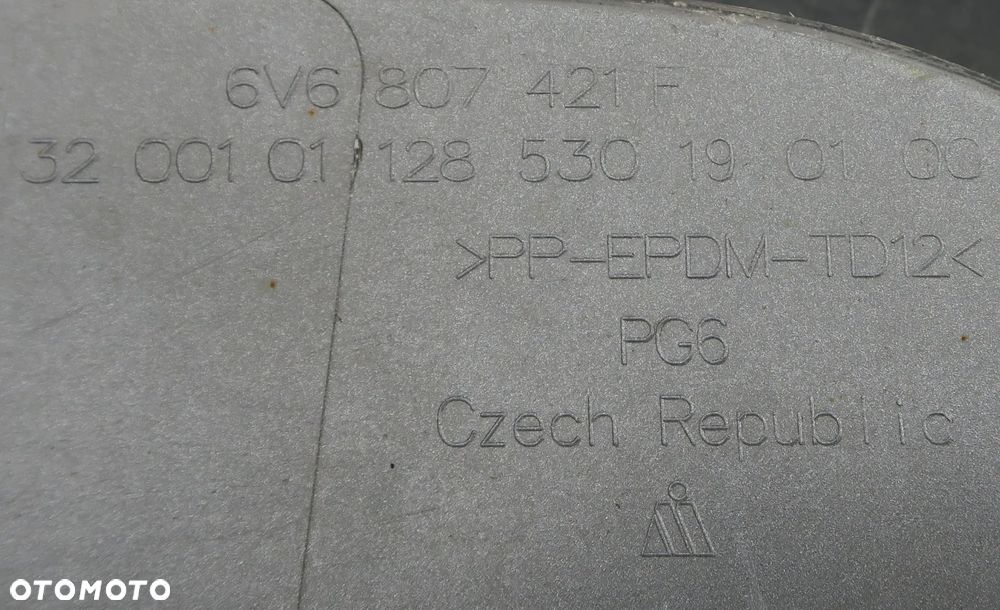 6V6 807 421 F
32 001 01 128 530 19 01 00
>PP-EPDM-TD12<
PG6
Czech Republic
OTOMOTO